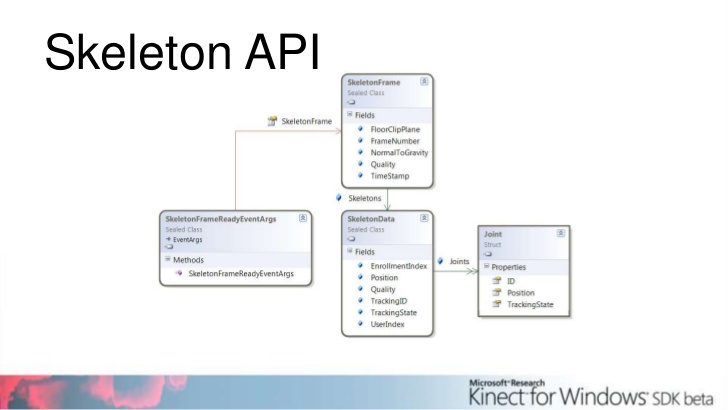 Skeleton API
SkeletonFrame
Sealed Class
Fields
FloorClipPlane
FrameNumber
NormalToGravity
Quality
TimeStamp
SkeletonFrame
Skeletons
SkeletonFrameReadyEventArgs
Sealed Class
EventArgs
Methods
SkeletonFrameReadyEventArgs
SkeletonData
Sealed Class
Fields
EnrollmentIndex
Position
Quality
TrackingID
TrackingState
UserIndex
Joints
Joint
Struct
Properties
ID
Position
TrackingState
Microsoft® Research
Kinect for Windows® SDK beta